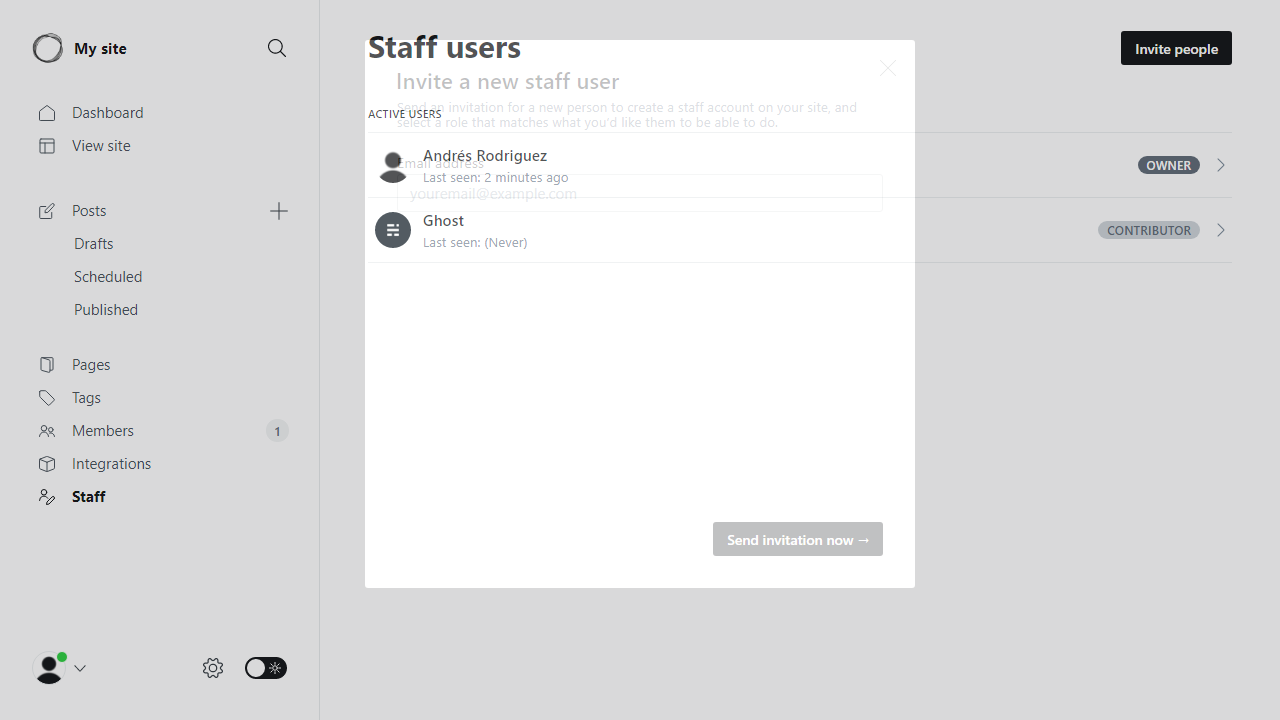 My site
Dashboard
View site
Posts
Drafts
Scheduled
Published
Pages
Tags
Members
1
Integrations
Staff
Staff users
Invite people
Invite a new staff user
Send an invitation for a new person to create a staff account on your site, and
select a role that matches what you'd like them to be able to do.
ACTIVE USERS
Email address
youremail@example.com
Andrés Rodriguez
Last seen: 2 minutes ago
OWNER
Ghost
Last seen: (Never)
CONTRIBUTOR
Send invitation now →